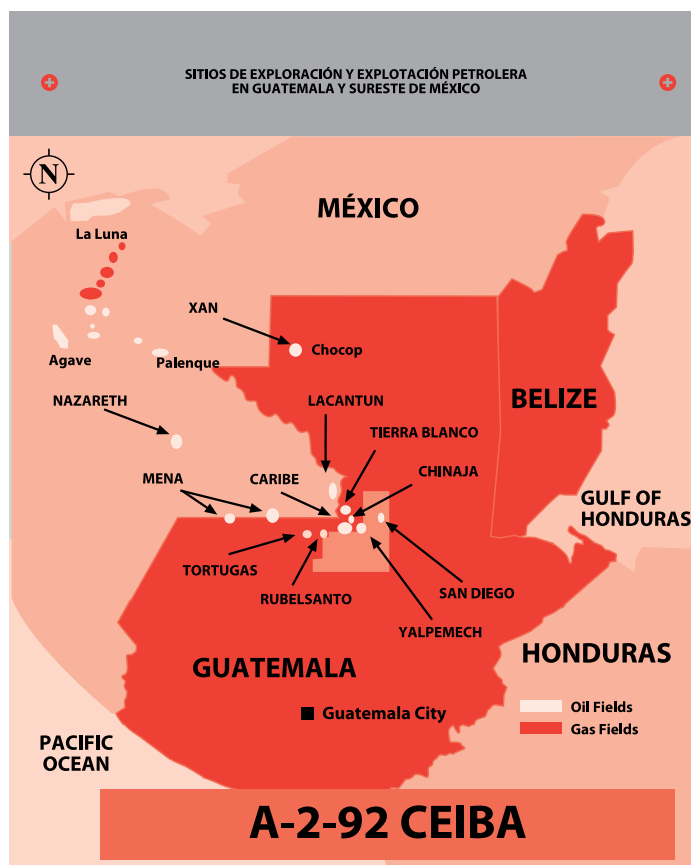 SITIOS DE EXPLORACIÓN Y EXPLOTACIÓN PETROLERA
EN GUATEMALA Y SURESTE DE MÉXICO
N
MÉXICO
La Luna
XAN
Chocop
Agave
Palenque
NAZARETH
LACANTUN
BELIZE
TIERRA BLANCO
MENA
CARIBE
CHINAJA
GULF OF
HONDURAS
TORTUGAS
RUBELSANTO
SAN DIEGO
YALPEMECH
HONDURAS
GUATEMALA
Oil Fields
Guatemala City
Gas Fields
PACIFIC
OCEAN
A-2-92 CEIBA